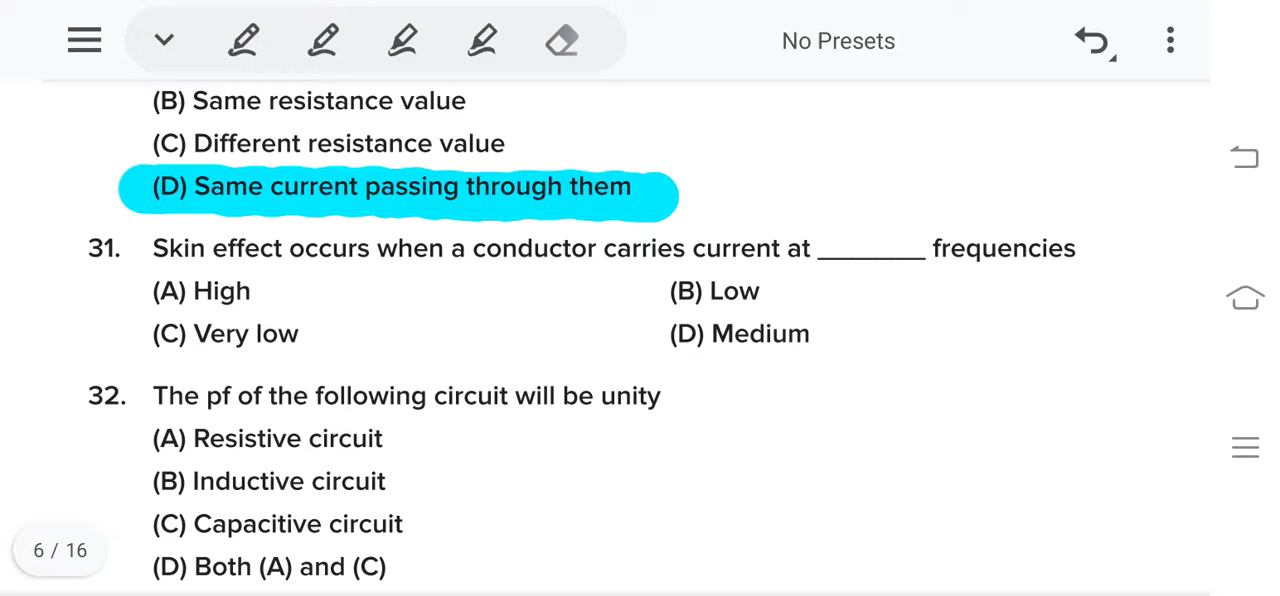 No Presets
(B) Same resistance value
(C) Different resistance value
(D) Same current passing through them
31. Skin effect occurs when a conductor carries current at ________ frequencies
(A) High (B) Low
(C) Very low (D) Medium
32. The pf of the following circuit will be unity
(A) Resistive circuit
(B) Inductive circuit
(C) Capacitive circuit
(D) Both (A) and (C)
6 / 16